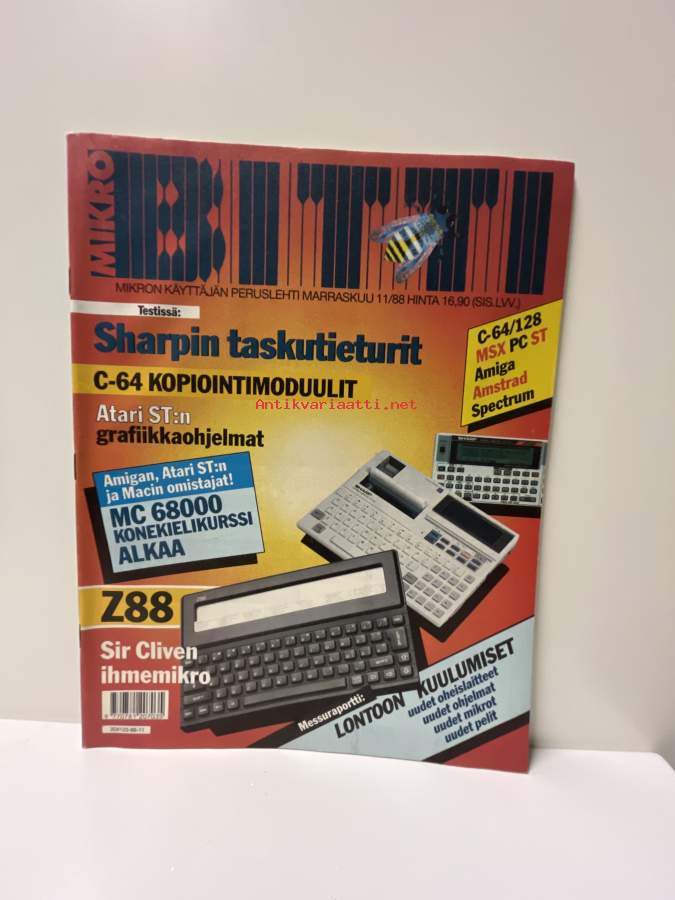 MIKRO
BITTI
MIKRON KÄYTTÄJÄN PERUSLEHTI MARRASKUU 11/88 HINTA 16,90 (SIS.LVV.)
Testissä:
Sharpin taskutieturit
C-64 KOPIOINTIMODUULIT
Atari ST:n
grafiikkaohjelmat
C-64/128
MSX PC ST
Amiga
Amstrad
Spectrum
Antikvariaatti.net
Amigan, Atari ST:n
ja Macin omistajat!
MC 68000
KONEKIELIKURSSI
ALKAA
SHARP
Z88
Sir Cliven
ihmemikro
Messuraportti:
LONTOON KUULUMISET
uudet oheislaitteet
uudet ohjelmat
uudet mikrot
uudet pelit